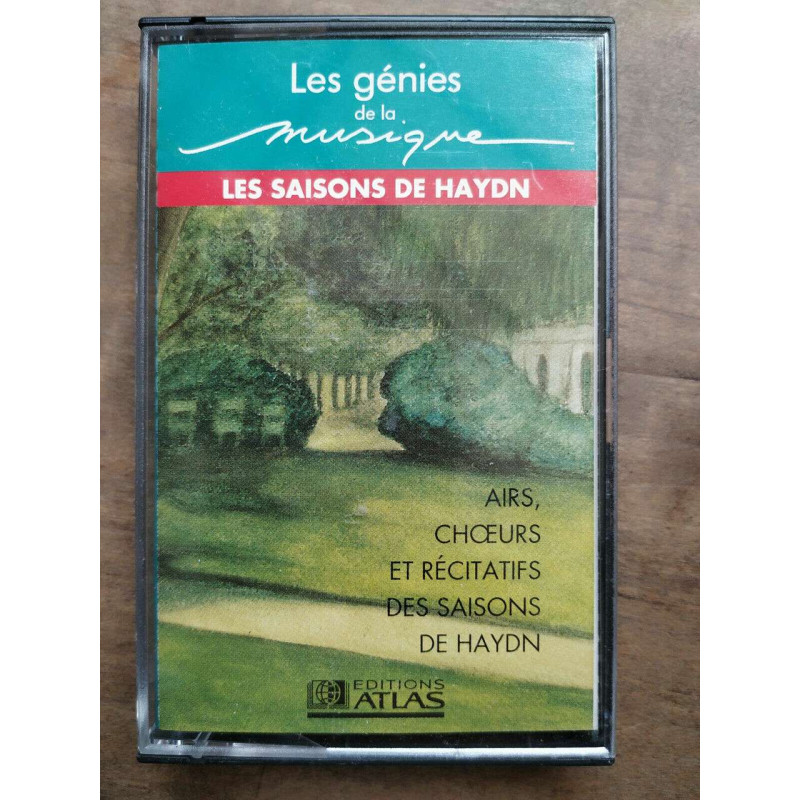 Les génies
de la
musique
LES SAISONS DE HAYDN
AIRS,
CHŒURS
ET RÉCITATIFS
DES SAISONS
DE HAYDN
EDITIONS
ATLAS